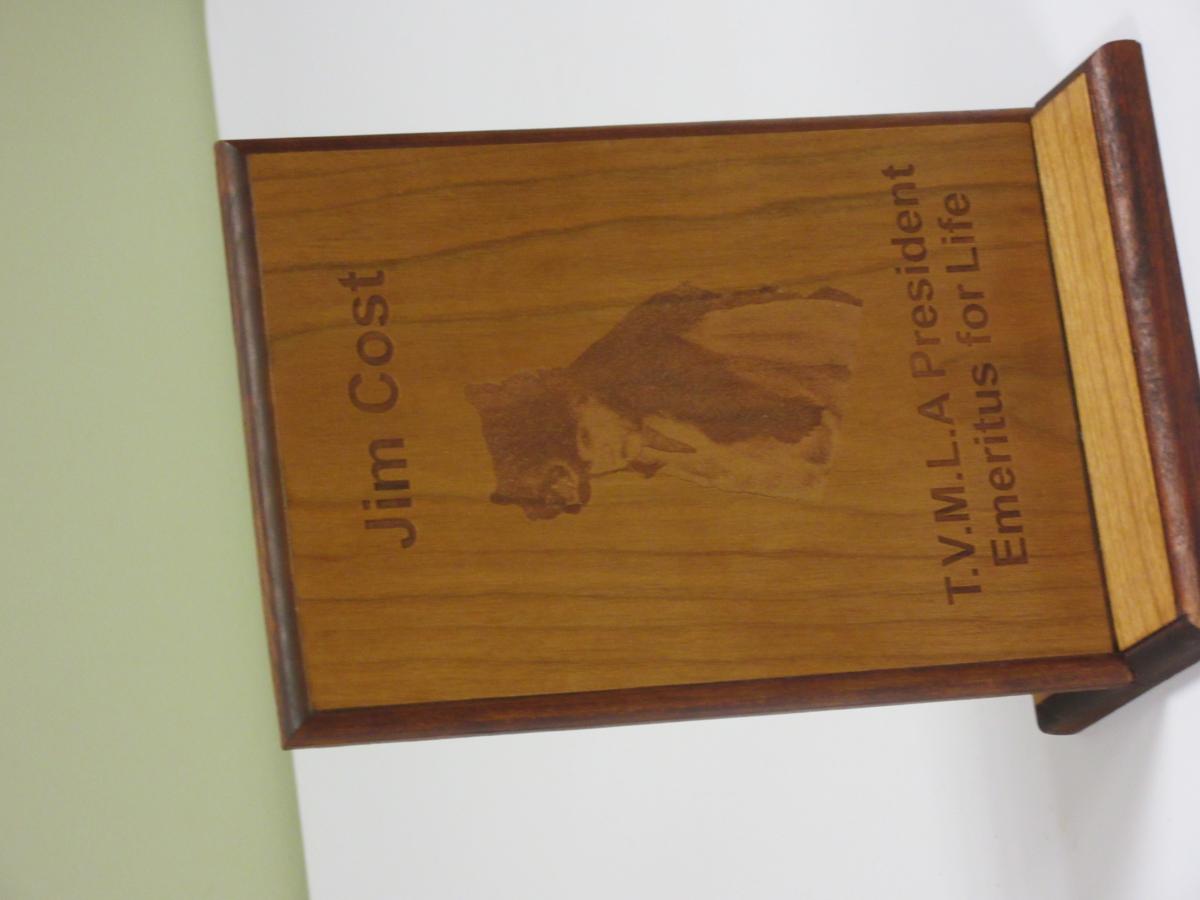 Jim Cost
T.V.M.L.A President
Emeritus for Life